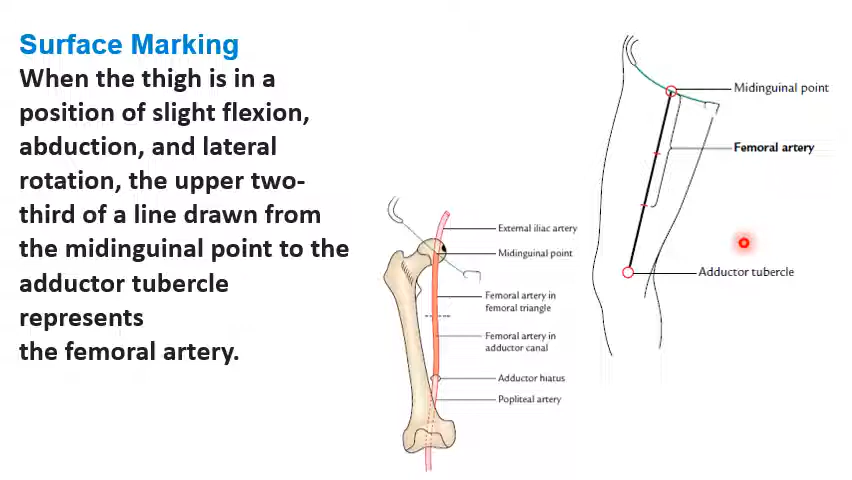 Surface Marking
When the thigh is in a
position of slight flexion,
abduction, and lateral
rotation, the upper two-
third of a line drawn from
the midinguinal point to the
adductor tubercle
represents
the femoral artery.
External iliac artery
Midinguinal point
Femoral artery in
femoral triangle
Femoral artery in
adductor canal
Adductor hiatus
Popliteal artery
Midinguinal point
Femoral artery
Adductor tubercle